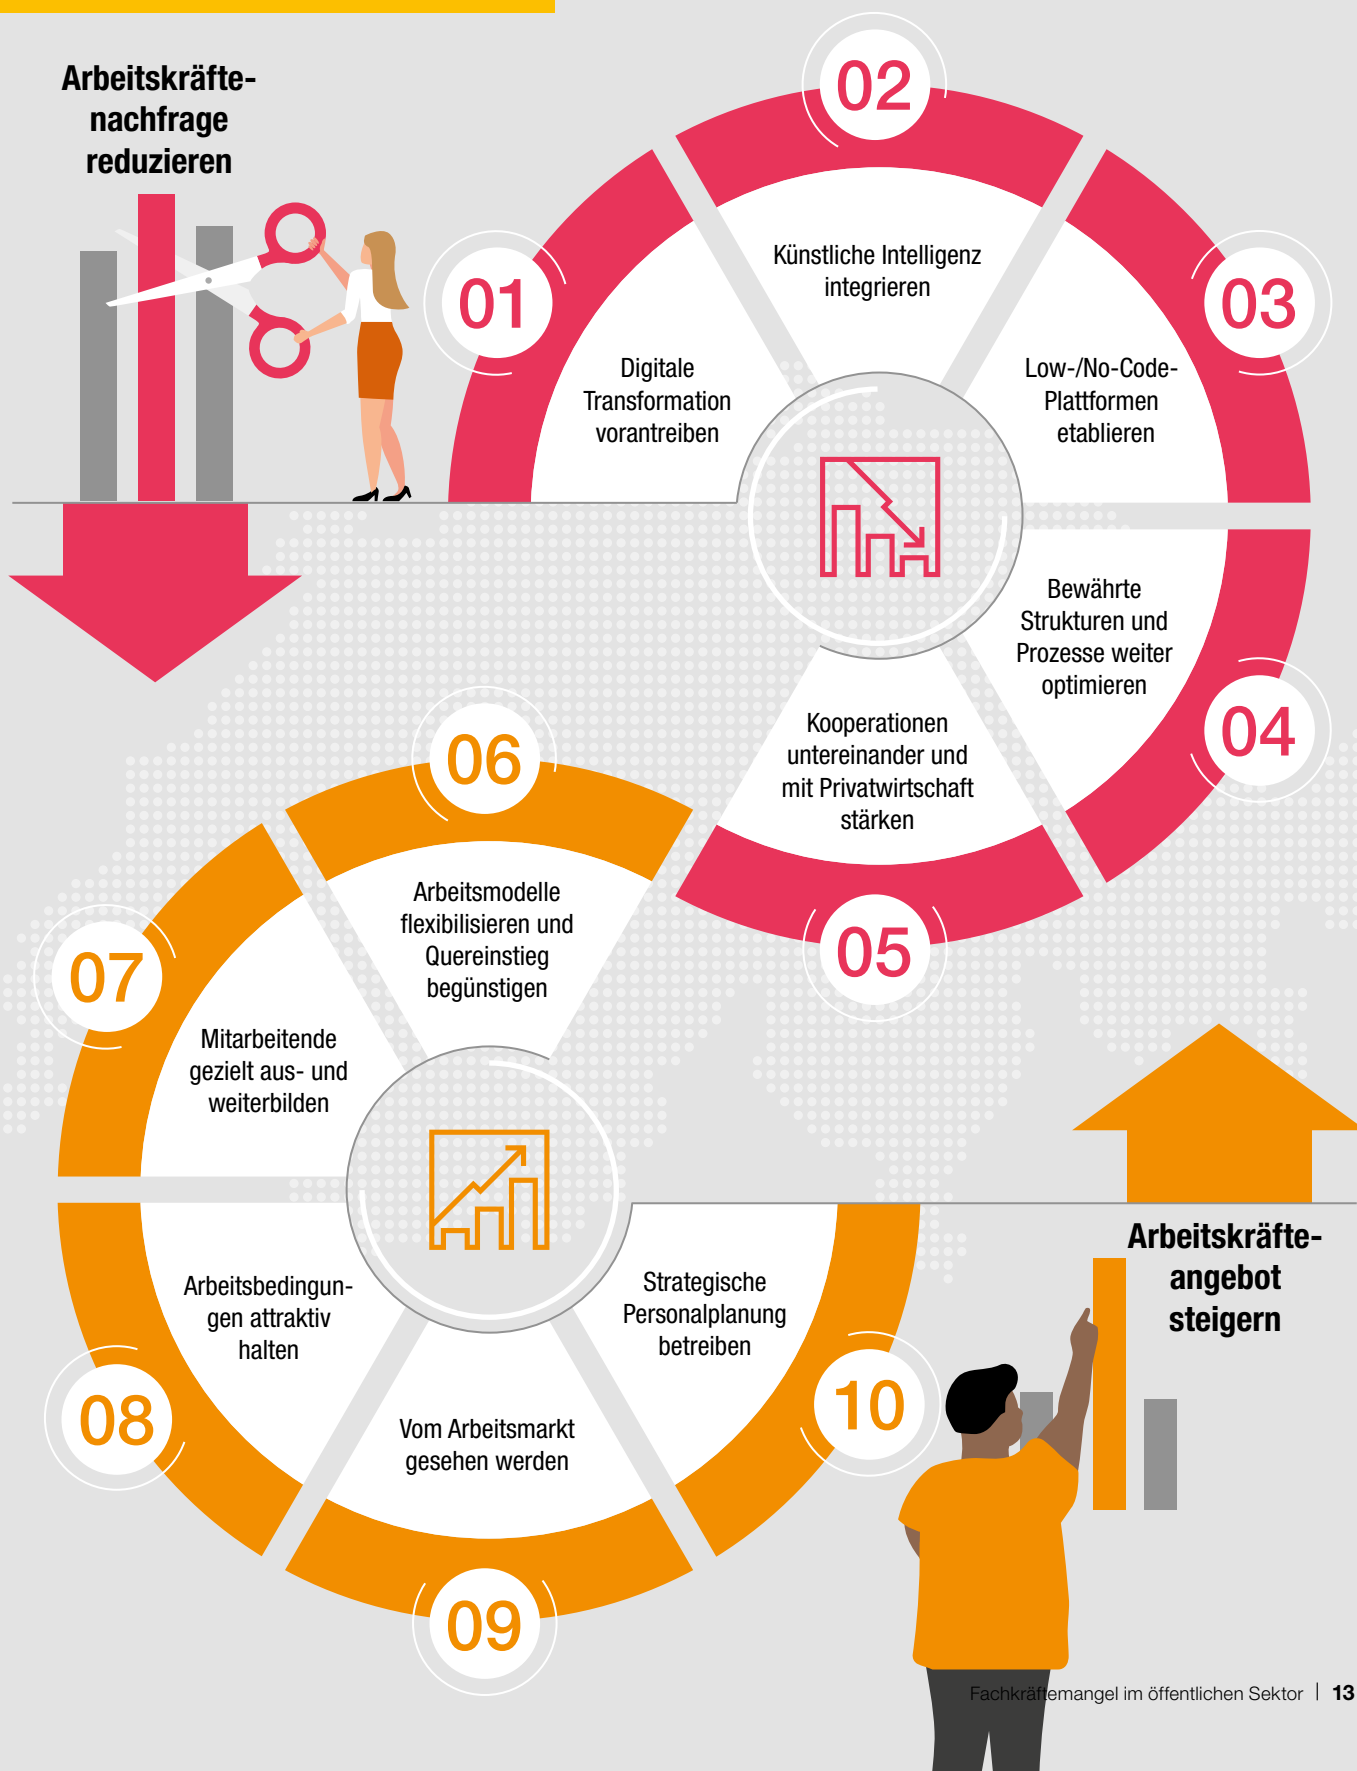 Arbeitskräfte-
nachfrage
reduzieren
01
Digitale
Transformation
vorantreiben
02
Künstliche Intelligenz
integrieren
03
Low-/No-Code-
Plattformen
etablieren
04
Bewährte
Strukturen und
Prozesse weiter
optimieren
05
Kooperationen
untereinander und
mit Privatwirtschaft
stärken
06
Arbeitsmodelle
flexibilisieren und
Quereinstieg
begünstigen
07
Mitarbeitende
gezielt aus- und
weiterbilden
08
Arbeitsbedingun-
gen attraktiv
halten
09
Vom Arbeitsmarkt
gesehen werden
10
Strategische
Personalplanung
betreiben
Arbeitskräfte-
angebot
steigern
Fachkräftemangel im öffentlichen Sektor | 13